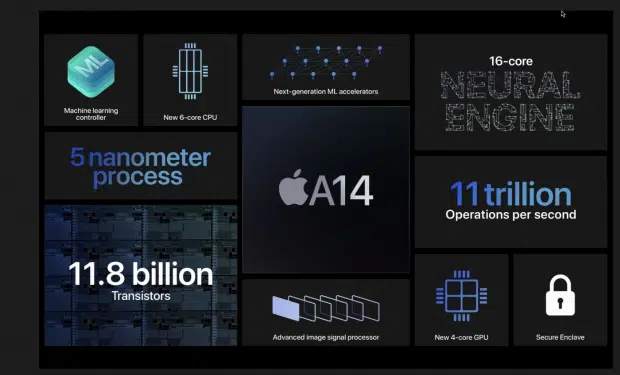 ML
Machine learning
controller
New 6-core CPU
Next-generation ML accelerators
16-core
NEURAL
ENGINE
5 nanometer
process
A14
11 trillion
Operations per second
11.8 billion
Transistors
Advanced image signal processor
New 4-core GPU
Secure Enclave